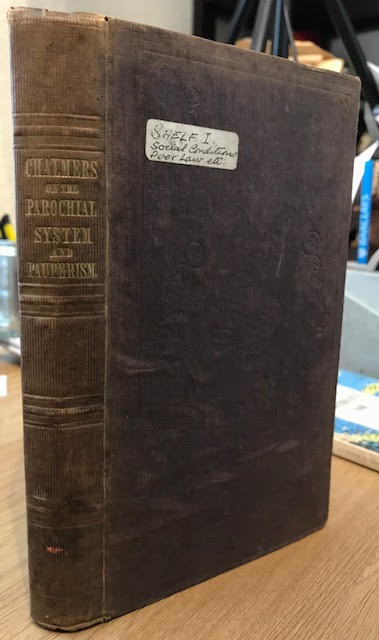 CHALMERS
ON THE
PAROCHIAL
SYSTEM
AND
PAUPERISM.
SHELF I.
Social Conditions
Poor Law etc.